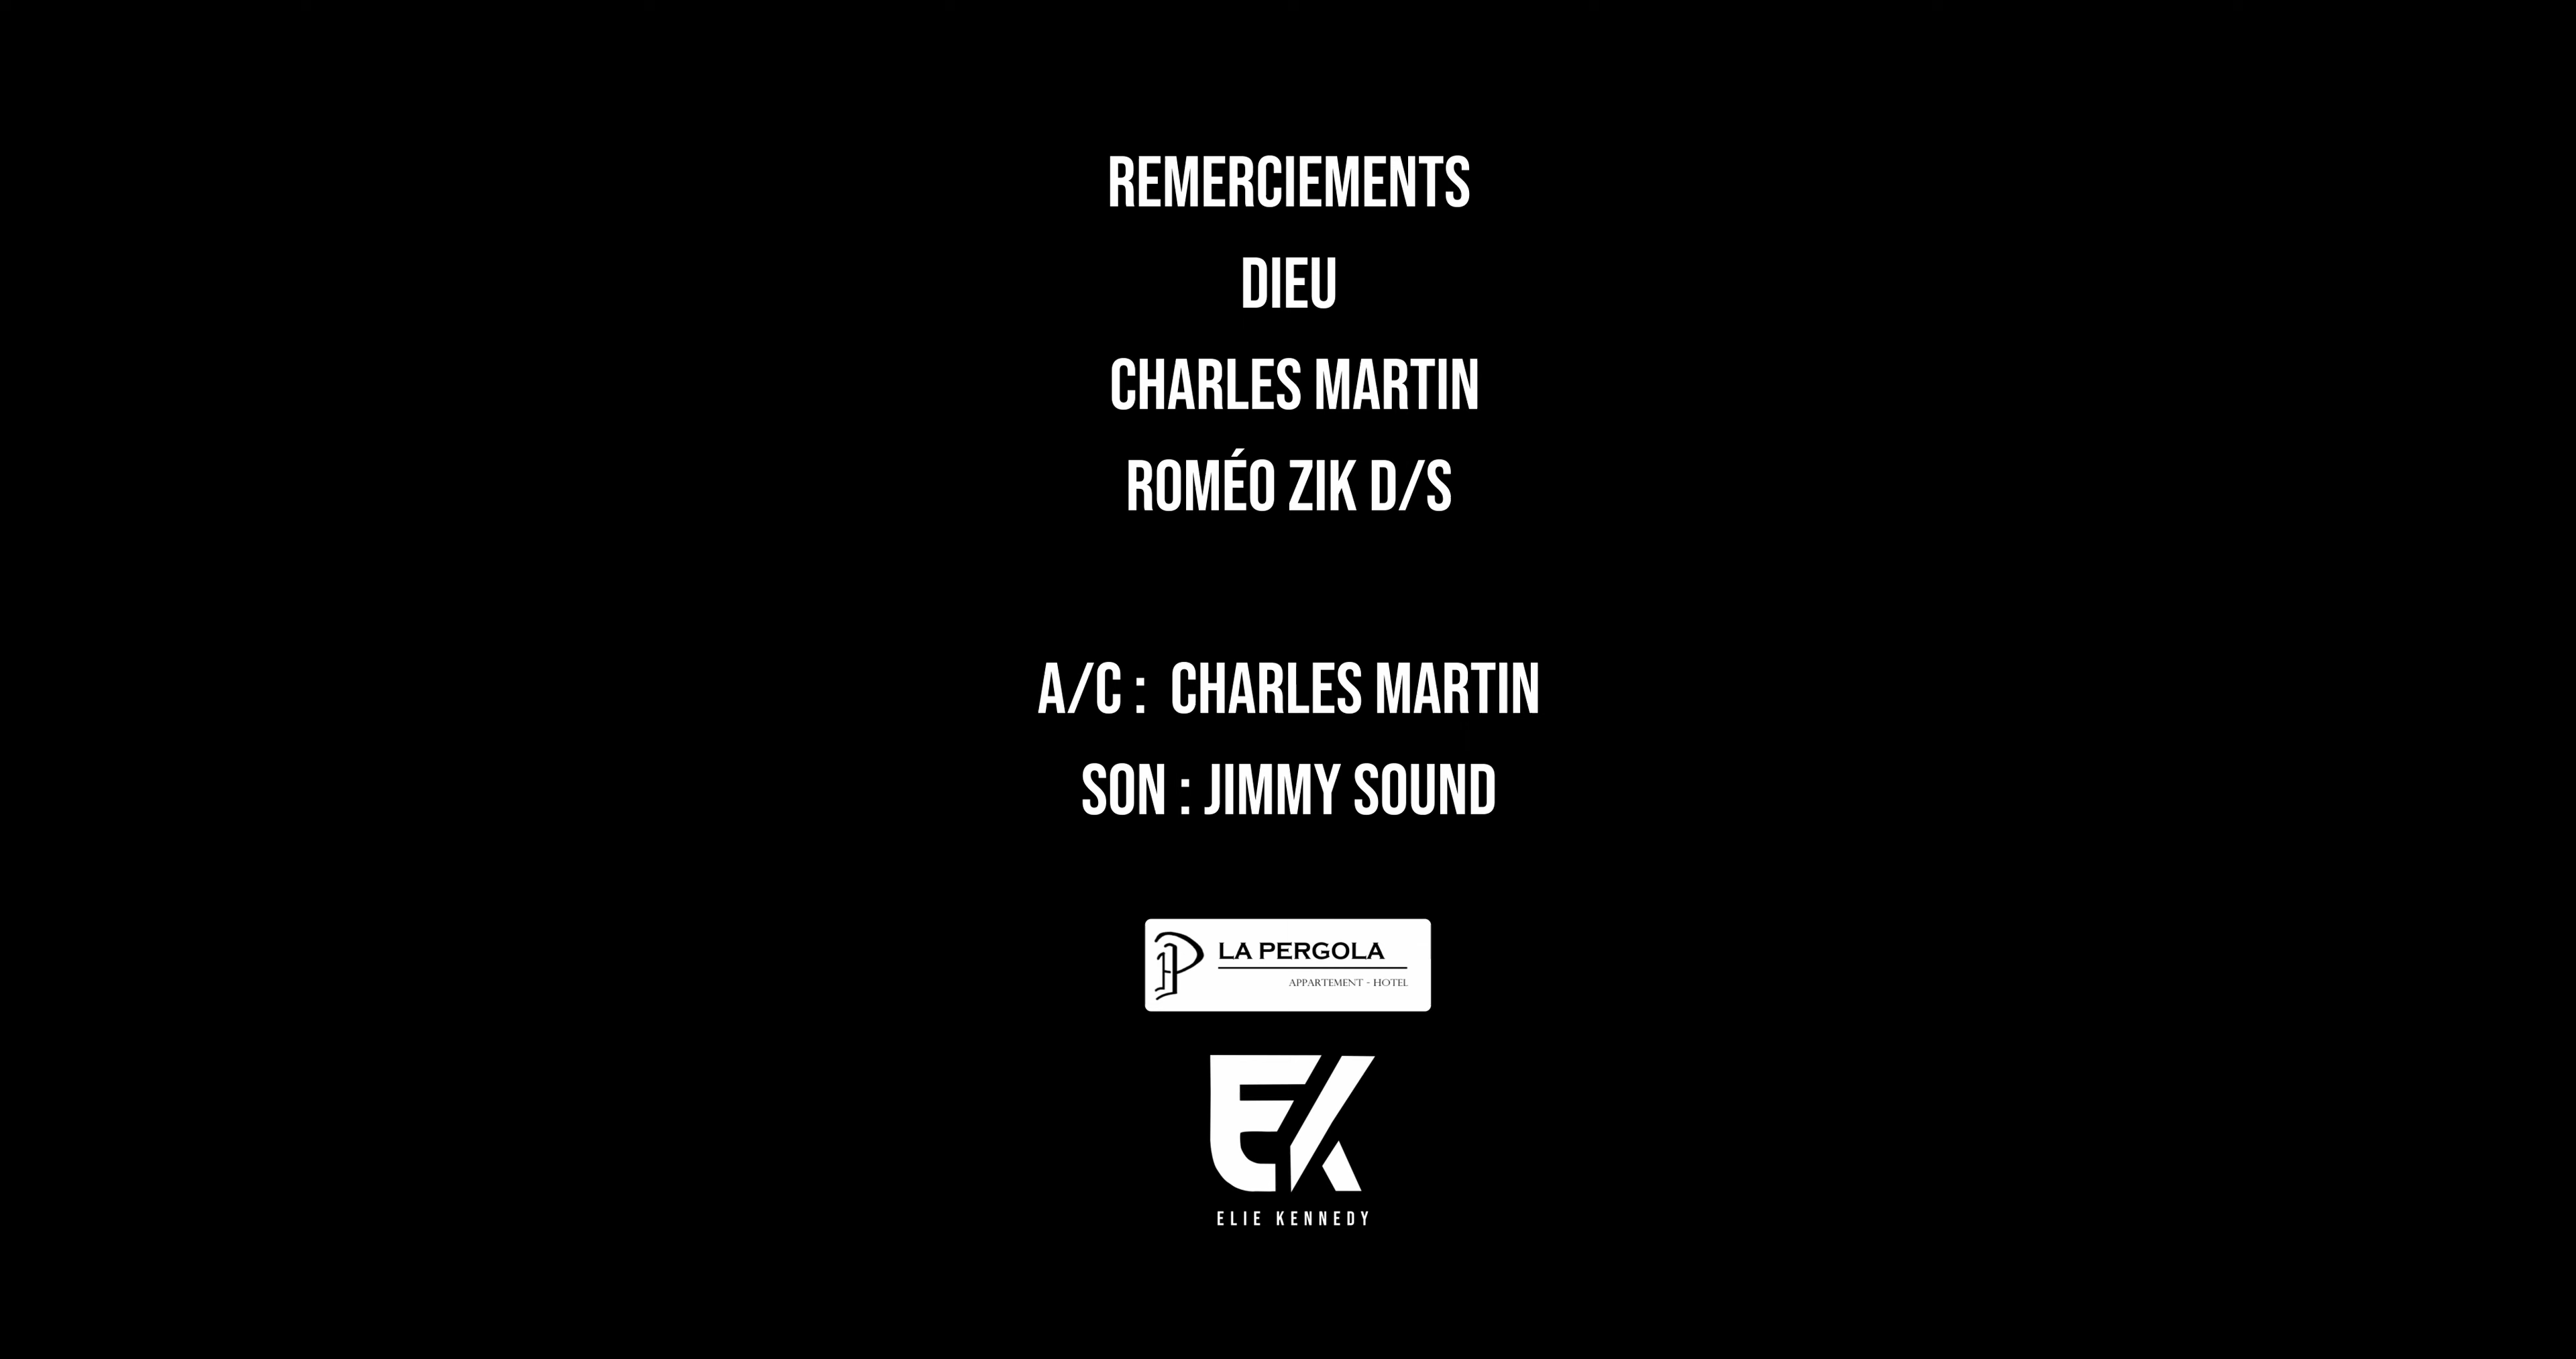 REMERCIEMENTS
DIEU
CHARLES MARTIN
ROMÉO ZIK D/S
A/C : CHARLES MARTIN
SON : JIMMY SOUND
LA PERGOLA
APPARTEMENT - HOTEL
EK
ELIE KENNEDY